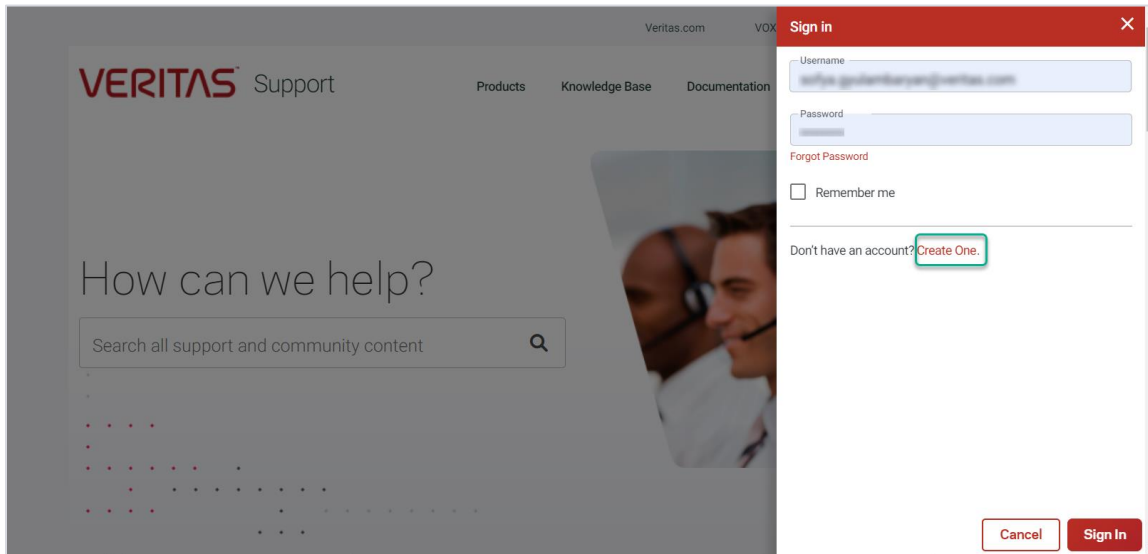 Veritas.com VOX
VERITAS™ Support
Products Knowledge Base Documentation
How can we help?
Search all support and community content
Sign in
Username
Password
Forgot Password
Remember me
Don't have an account? Create One.
Cancel Sign In